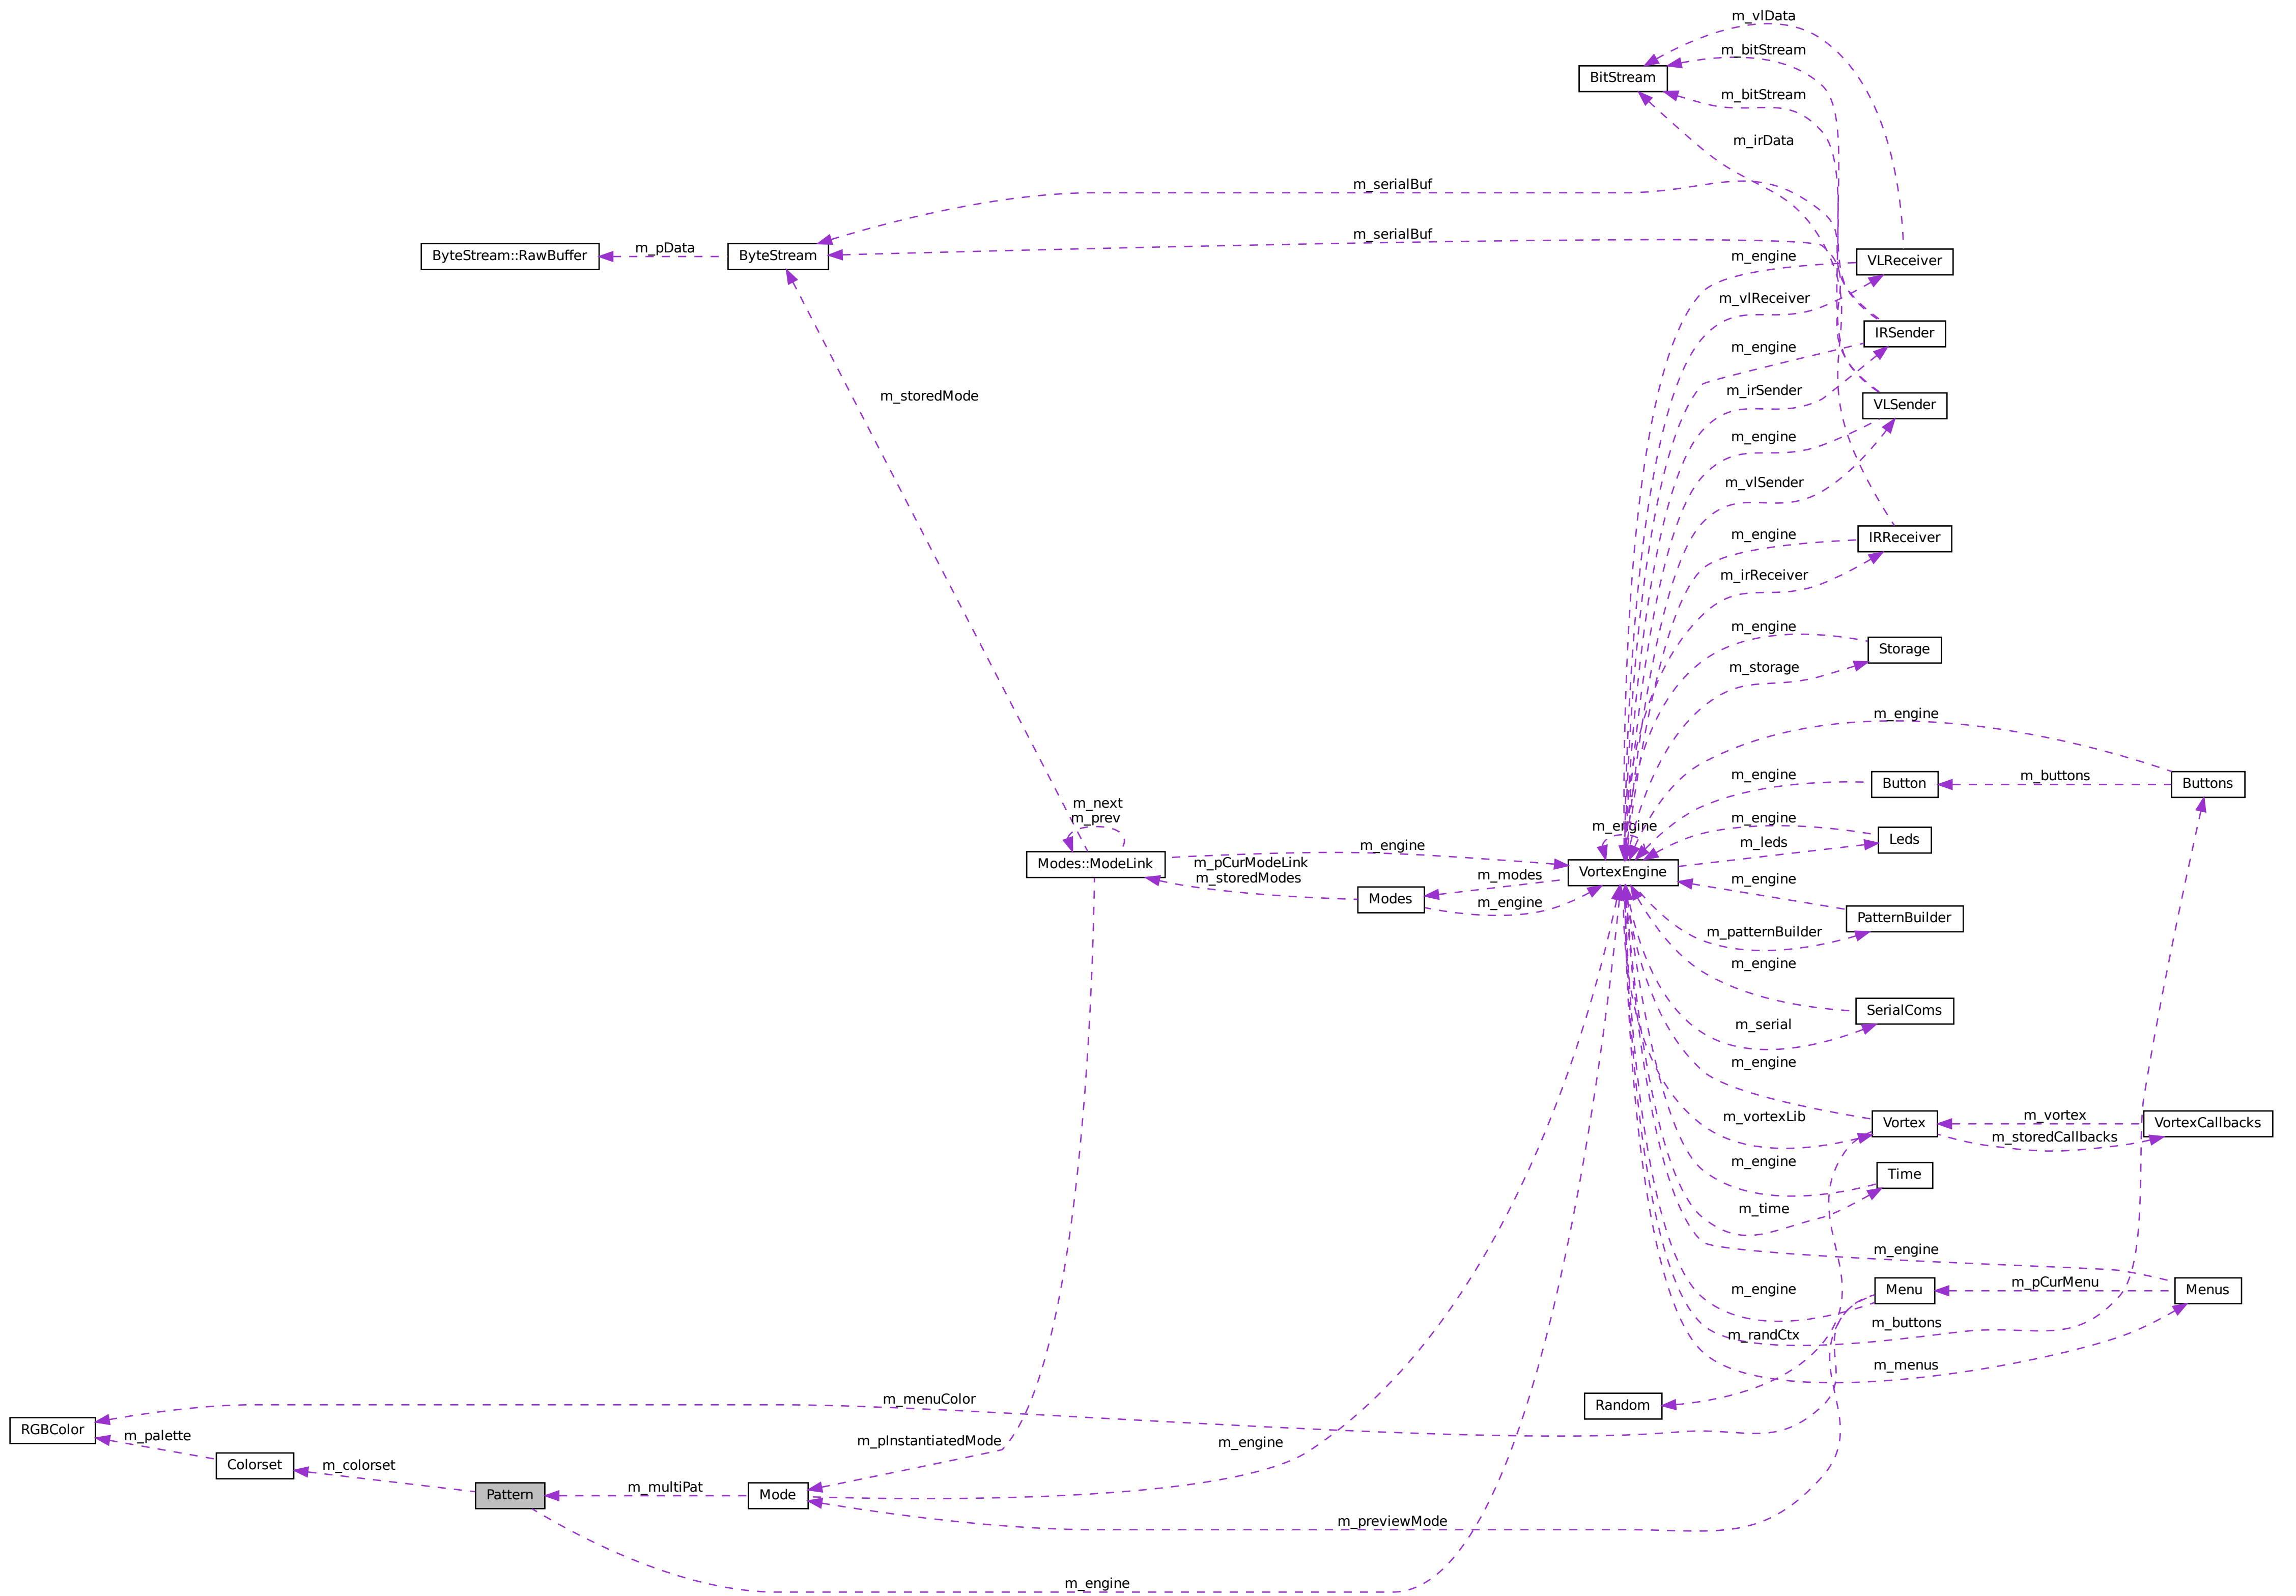 m_vlData
m_bitStream
BitStream
m_bitStream
m_irData
m_serialBuf
m_serialBuf
m_pData
ByteStream::RawBuffer
ByteStream
m_engine
VLReceiver
m_vlReceiver
IRSender
m_engine
m_irSender
m_storedMode
VLSender
m_engine
m_vlSender
m_engine
IRReceiver
m_irReceiver
m_engine
Storage
m_storage
m_engine
m_engine
Button
m_buttons
Buttons
m_next
m_prev
m_engine
m_engine
Leds
m_leds
m_engine
Modes::ModeLink
m_pCurModeLink
m_storedModes
VortexEngine
m_modes
m_engine
Modes
m_engine
PatternBuilder
m_patternBuilder
m_engine
SerialComs
m_serial
m_engine
m_vortexLib
Vortex
m_vortex
VortexCallbacks
m_storedCallbacks
m_engine
Time
m_time
m_engine
m_engine
Menu
m_pCurMenu
Menus
m_randCtx
m_buttons
m_menus
m_menuColor
Random
RGBColor
m_palette
m_pInstantiatedMode
m_engine
Colorset
m_colorset
Pattern
m_multiPat
Mode
m_previewMode
m_engine